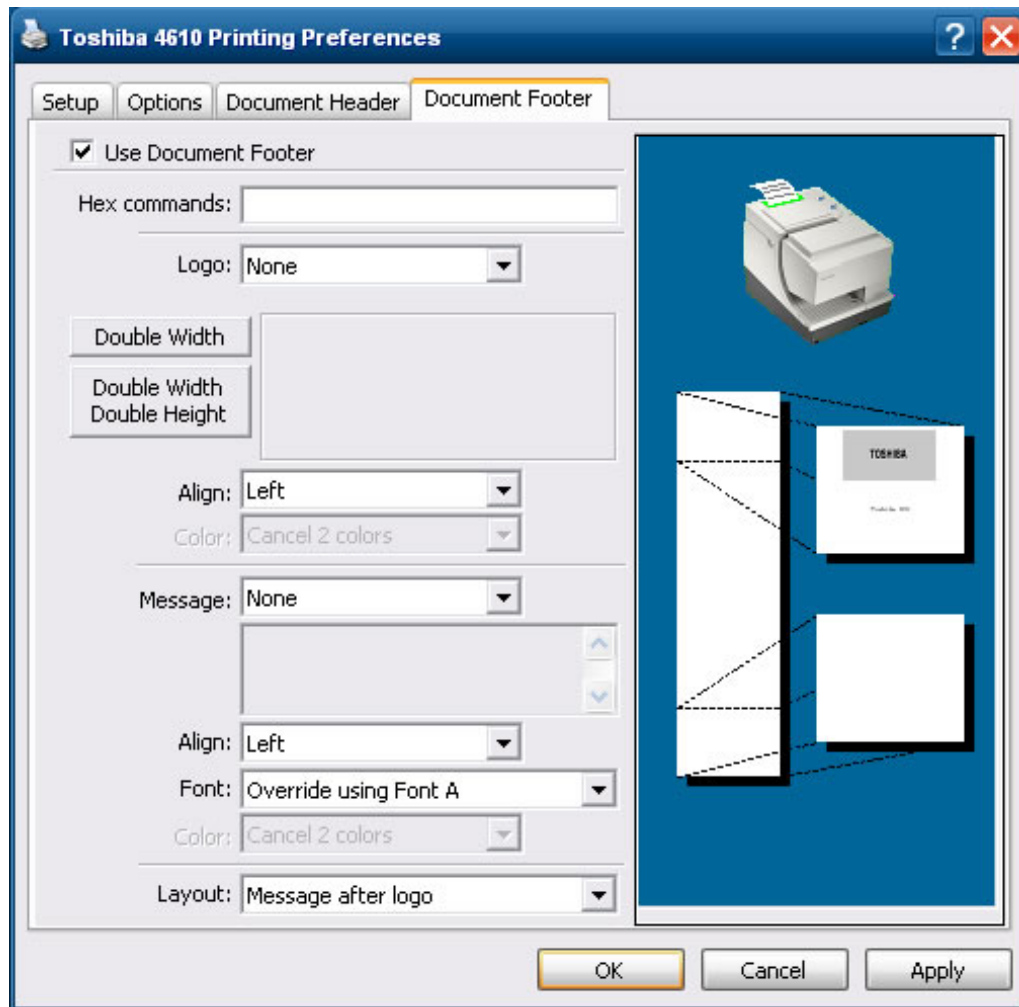 Toshiba 4610 Printing Preferences
Setup
Options
Document Header
Document Footer
Use Document Footer
Hex commands:
Logo: None
Double Width
Double Width
Double Height
Align: Left
Color: Cancel 2 colors
Message: None
Align: Left
Font: Override using Font A
Color: Cancel 2 colors
Layout: Message after logo
TOSHIBA
OK
Cancel
Apply